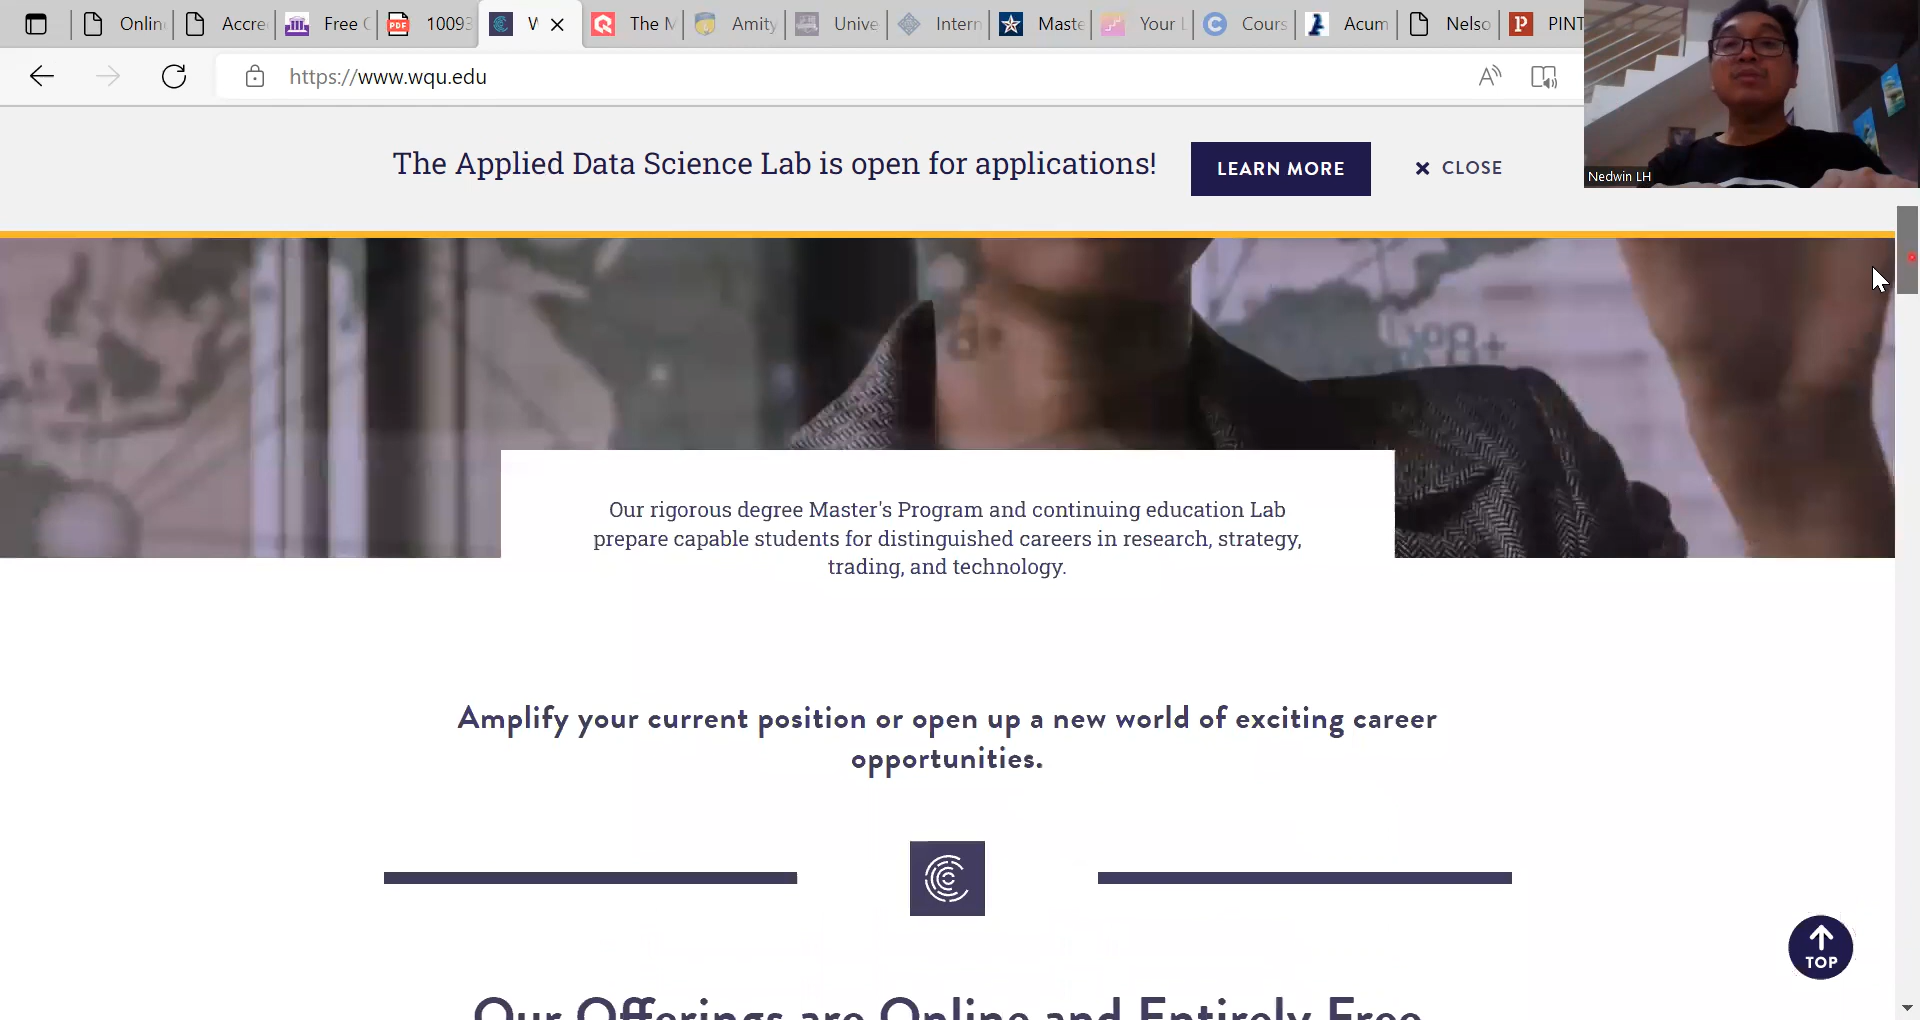 Onlin
Accre
Free C
10093
W
The M
Amity
Unive
Intern
Maste
Your L
Cours
Acum
Nelso
PINT
https://www.wqu.edu
The Applied Data Science Lab is open for applications!
LEARN MORE
CLOSE
Nedwin LH
Our rigorous degree Master's Program and continuing education Lab
prepare capable students for distinguished careers in research, strategy,
trading, and technology.
Amplify your current position or open up a new world of exciting career
opportunities.
TOP
Our Offerings are Online and Entirely Free